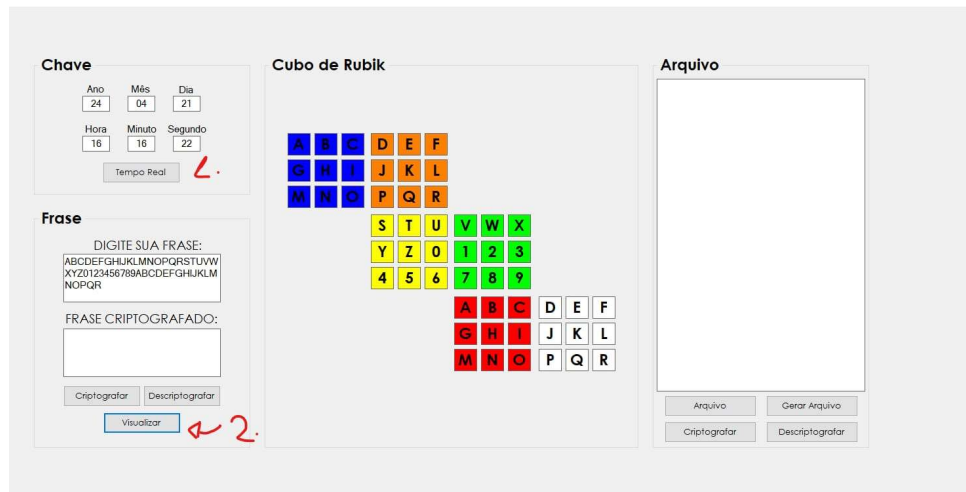 Chave
Ano Mês Dia
24 04 21
Hora Minuto Segundo
16 16 22
Tempo Real
1.
Frase
DIGITE SUA FRASE:
ABCDEFGHIJKLMNOPQRSTUVW
XYZ0123456789ABCDEFGHIJKLM
NOPQR
FRASE CRIPTOGRAFADO:
Criptografar Descriptografar
Visualizar
2.
Cubo de Rubik
A B C D E F
G H I J K L
M N O P Q R
S T U V W X
Y Z 0 1 2 3
4 5 6 7 8 9
A B C D E F
G H I J K L
M N O P Q R
Arquivo
Arquivo Gerar Arquivo
Criptografar Descriptografar